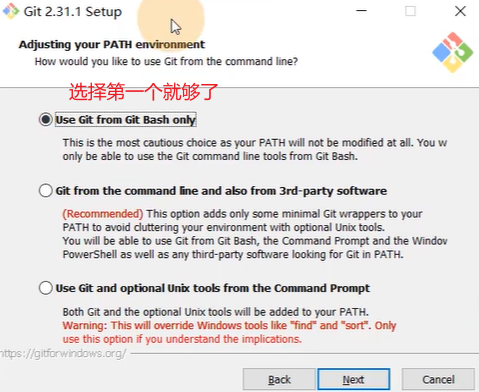 Git 2.31.1 Setup
Adjusting your PATH environment
How would you like to use Git from the command line?
选择第一个就够了
Use Git from Git Bash only
This is the most cautious choice as your PATH will not be modified at all. You w
only be able to use the Git command line tools from Git Bash.
Git from the command line and also from 3rd-party software
(Recommended) This option adds only some minimal Git wrappers to your
PATH to avoid cluttering your environment with optional Unix tools.
You will be able to use Git from Git Bash, the Command Prompt and the Window
PowerShell as well as any third-party software looking for Git in PATH.
Use Git and optional Unix tools from the Command Prompt
Both Git and the optional Unix tools will be added to your PATH.
Warning: This will override Windows tools like "find" and "sort". Only
use this option if you understand the implications.
https://gitforwindows.org/
Back
Next
Cancel